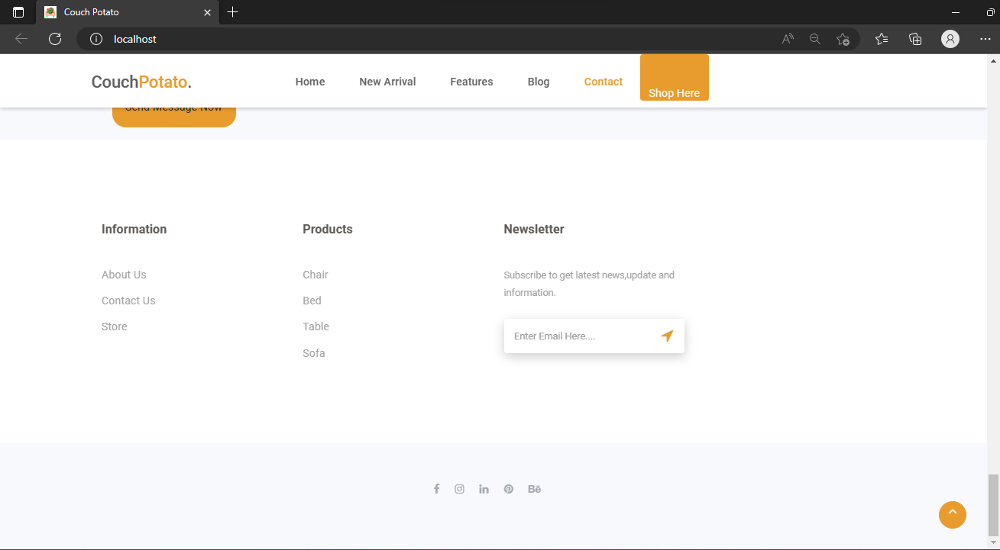 Couch Potato
localhost
CouchPotato.
Home
New Arrival
Features
Blog
Contact
Shop Here
Send Message Now
Information
About Us
Contact Us
Store
Products
Chair
Bed
Table
Sofa
Newsletter
Subscribe to get latest news,update and
information.
Enter Email Here....